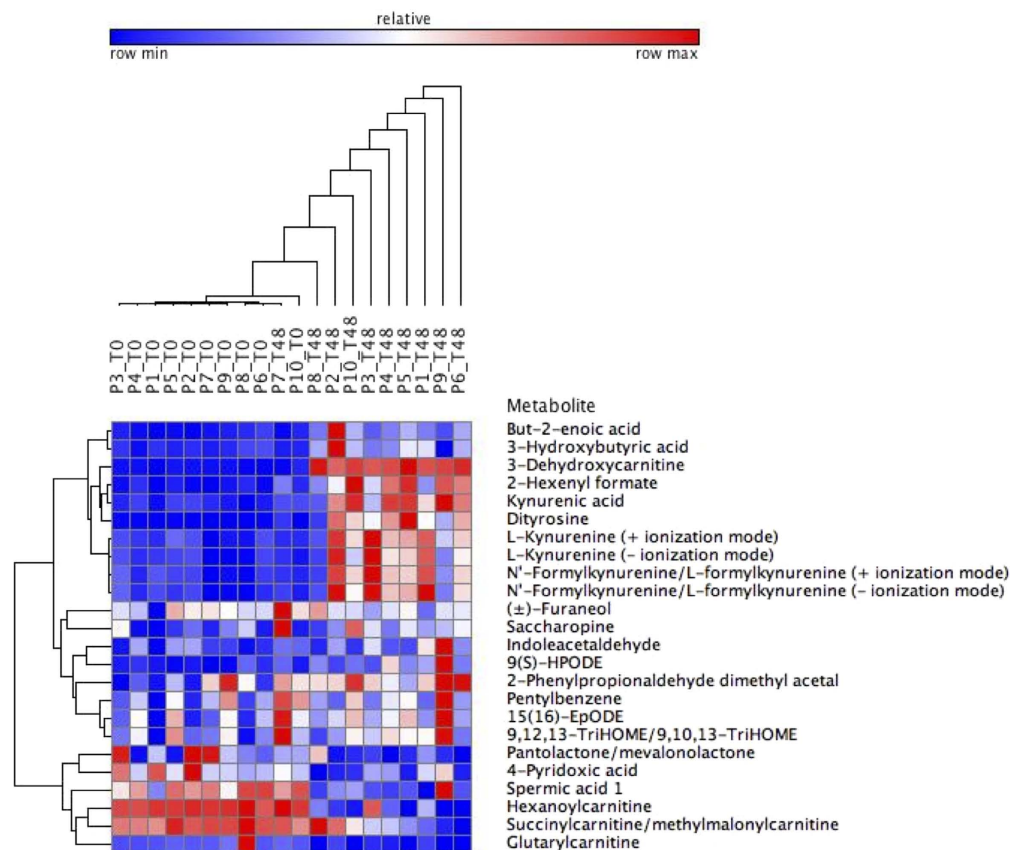 relative
row min
row max
P3_T0
P4_T0
P1_T0
P5_T0
P2_T0
P7_T0
P9_T0
P8_T0
P6_T0
P7_T48
P10_T0
P8_T48
P2_T48
P10_T48
P3_T48
P4_T48
P5_T48
P1_T48
P9_T48
P6_T48
Metabolite
But-2-enoic acid
3-Hydroxybutyric acid
3-Dehydroxycarnitine
2-Hexenyl formate
Kynurenic acid
Dityrosine
L-Kynurenine (+ ionization mode)
L-Kynurenine (- ionization mode)
N'-Formylkynurenine/L-formylkynurenine (+ ionization mode)
N'-Formylkynurenine/L-formylkynurenine (- ionization mode)
(±)-Furaneol
Saccharopine
Indoleacetaldehyde
9(S)-HPODE
2-Phenylpropionaldehyde dimethyl acetal
Pentylbenzene
15(16)-EpODE
9,12,13-TriHOME/9,10,13-TriHOME
Pantolactone/mevalonolactone
4-Pyridoxic acid
Spermic acid 1
Hexanoylcarnitine
Succinylcarnitine/methylmalonylcarnitine
Glutarylcarnitine